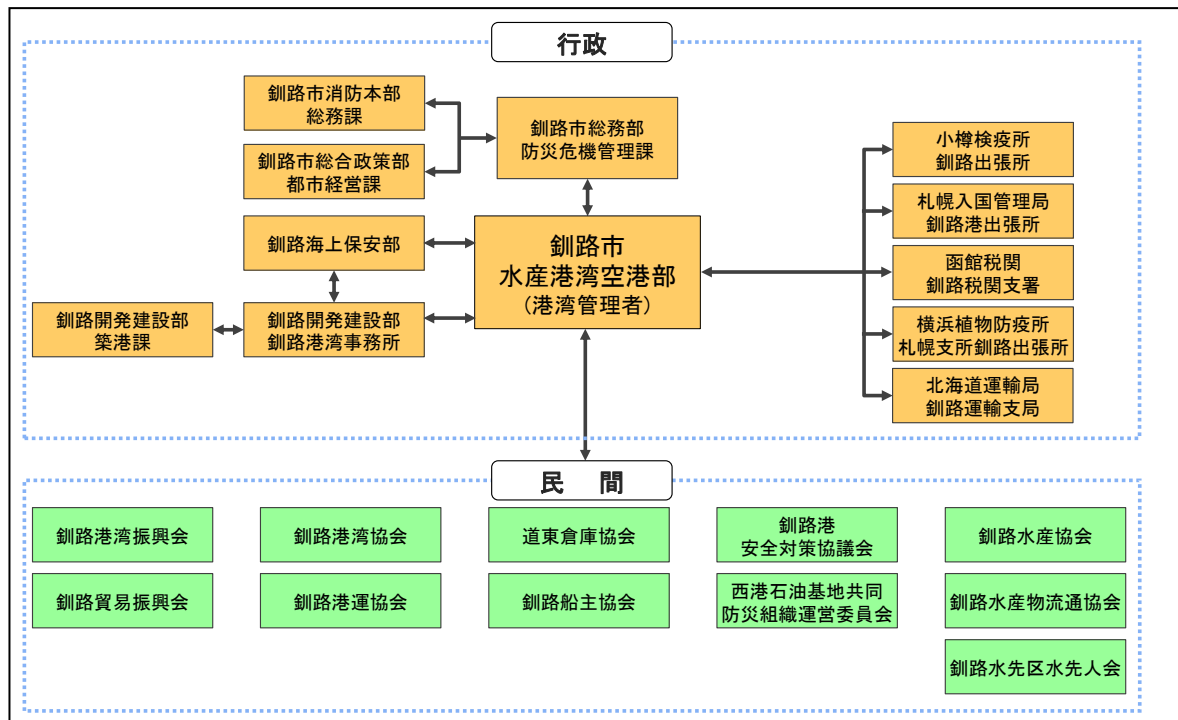 行政
釧路市消防本部
総務課
釧路市総務部
防災危機管理課
釧路市総合政策部
都市経営課
小樽検疫所
釧路出張所
札幌入国管理局
釧路港出張所
釧路海上保安部
釧路市
水産港湾空港部
(港湾管理者)
函館税関
釧路税関支署
釧路開発建設部
築港課
釧路開発建設部
釧路港湾事務所
横浜植物防疫所
札幌支所釧路出張所
北海道運輸局
釧路運輸支局
民 間
釧路港湾振興会
釧路港湾協会
道東倉庫協会
釧路港
安全対策協議会
釧路水産協会
釧路貿易振興会
釧路港運協会
釧路船主協会
西港石油基地共同
防災組織運営委員会
釧路水産物流通協会
釧路水先区水先人会